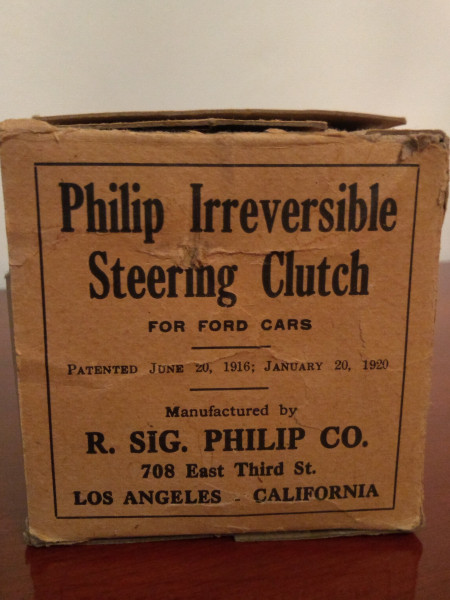 Philip Irreversible
Steering Clutch
FOR FORD CARS
PATENTED JUNE 20, 1916; JANUARY 20, 1920
Manufactured by
R. SIG. PHILIP CO.
708 East Third St.
LOS ANGELES - CALIFORNIA